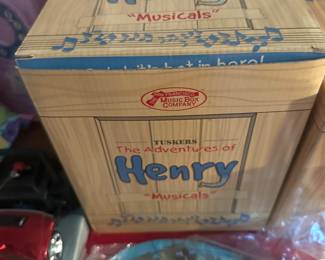 "Musicals"
it's hot in here!
San Francisco
MUSIC BOX
COMPANY
TUSKERS
The Adventures of
Henry
"Musicals"